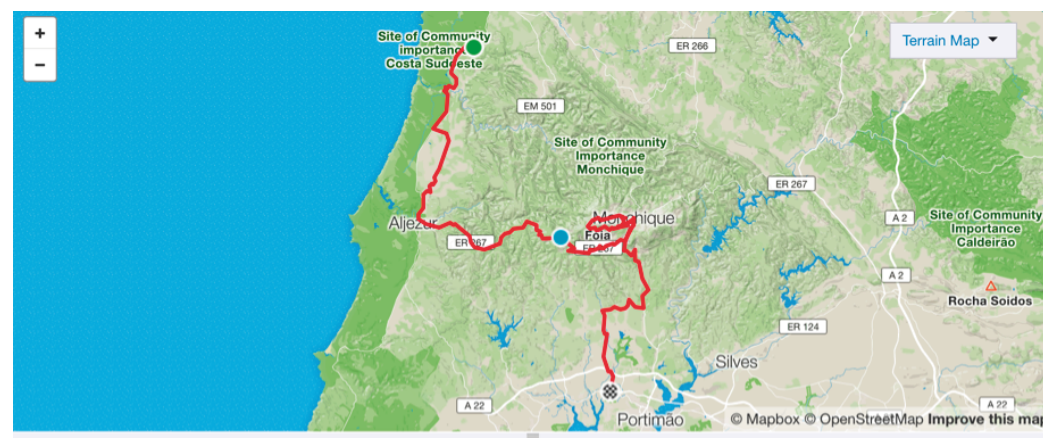 +
−
Terrain Map
Site of Community
importance
Costa Sudoeste
ER 266
EM 501
Site of Community
Importance
Monchique
ER 267
Aljezur
Monchique
Fóia
ER 267
ER 267
A 2
Site of Community
Importance
Caldeirão
A 2
Rocha Soidos
ER 124
Silves
A 22
Portimão
A 22
© Mapbox © OpenStreetMap Improve this map